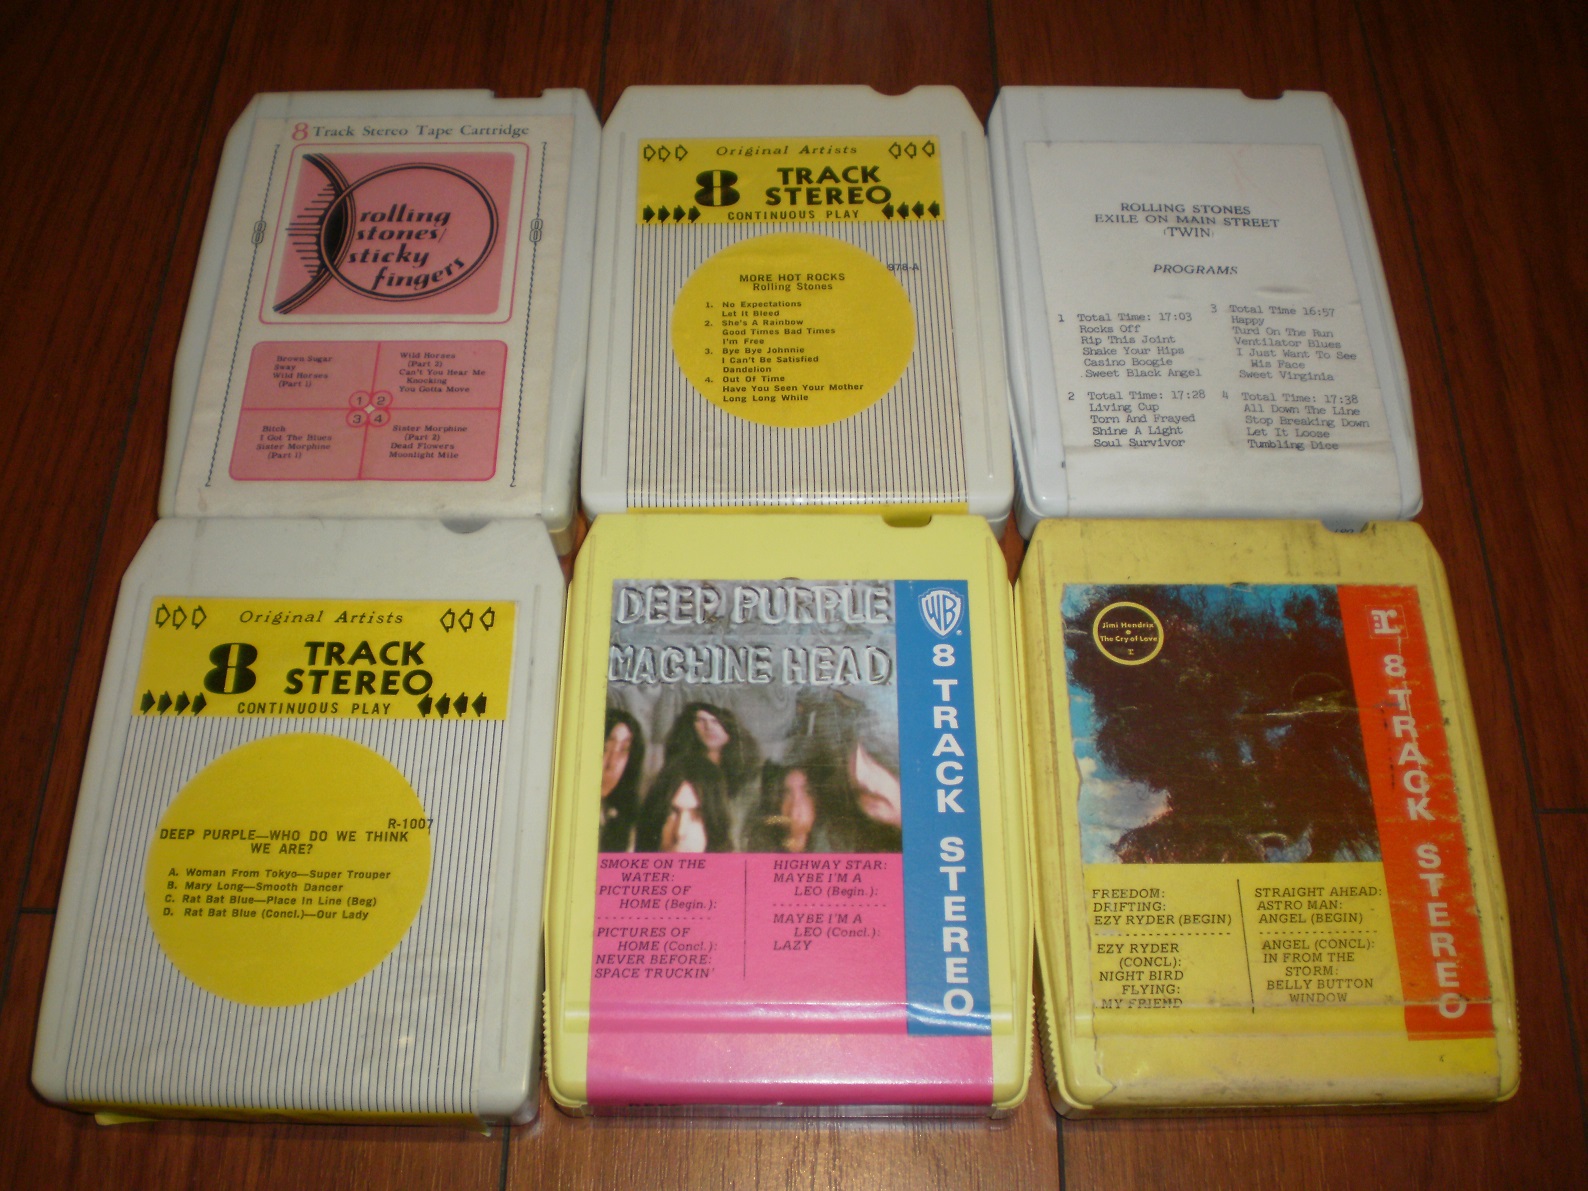 8 Track Stereo Tape Cartridge
rolling
stones/
sticky
fingers
Brown Sugar
Sway
Wild Horses
(Part 1)
Wild Horses
(Part 2)
Can't You Hear Me
Knocking
You Gotta Move
1 2
3 4
Bitch
I Got The Blues
Sister Morphine
(Part 1)
Sister Morphine
(Part 2)
Dead Flowers
Moonlight Mile
8
8
Original Artists
8 TRACK
STEREO
CONTINUOUS PLAY
978-A
MORE HOT ROCKS
Rolling Stones
1. No Expectations
Let It Bleed
2. She's A Rainbow
Good Times Bad Times
I'm Free
3. Bye Bye Johnnie
I Can't Be Satisfied
Dandelion
4. Out Of Time
Have You Seen Your Mother
Long Long While
ROLLING STONES
EXILE ON MAIN STREET
(TWIN)
PROGRAMS
1 Total Time: 17:03
Rocks Off
Rip This Joint
Shake Your Hips
Casino Boogie
Sweet Black Angel
2 Total Time: 17:28
Living Cup
Torn And Frayed
Shine A Light
Soul Survivor
3 Total Time 16:57
Happy
Turd On The Run
Ventilator Blues
I Just Want To See
His Face
Sweet Virginia
4 Total Time: 17:38
All Down The Line
Stop Breaking Down
Let It Loose
Tumbling Dice
Original Artists
8 TRACK
STEREO
CONTINUOUS PLAY
R-1007
DEEP PURPLE—WHO DO WE THINK
WE ARE?
A. Woman From Tokyo—Super Trouper
B. Mary Long—Smooth Dancer
C. Rat Bat Blue—Place In Line (Beg)
D. Rat Bat Blue (Concl.)—Our Lady
DEEP PURPLE
MACHINE HEAD
WB
8 TRACK STEREO
SMOKE ON THE
WATER:
PICTURES OF
HOME (Begin.):
PICTURES OF
HOME (Concl.):
NEVER BEFORE:
SPACE TRUCKIN'
HIGHWAY STAR:
MAYBE I'M A
LEO (Begin.):
MAYBE I'M A
LEO (Concl.):
LAZY
Jimi Hendrix
The Cry of Love
r
8 TRACK STEREO
FREEDOM:
DRIFTING:
EZY RYDER (BEGIN)
EZY RYDER
(CONCL):
NIGHT BIRD
FLYING:
MY FRIEND
STRAIGHT AHEAD:
ASTRO MAN:
ANGEL (BEGIN)
ANGEL (CONCL):
IN FROM THE
STORM:
BELLY BUTTON
WINDOW